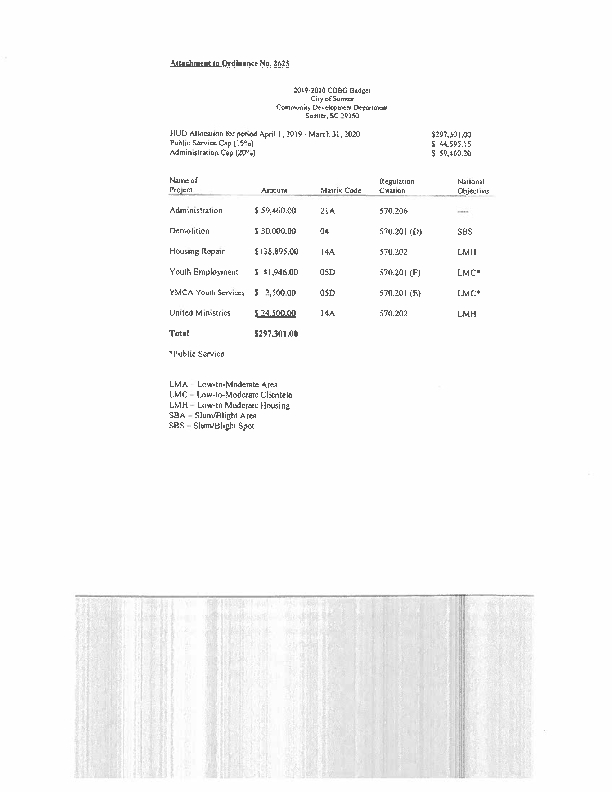 Attachment to Ordinance No. 2625
2019-2020 CDBG Budget
City of Sumter
Community Development Department
Sumter, SC 29150
HUD Allocation for period April 1, 2019 - March 31, 2020 $297,301.00
Public Service Cap (15%) $ 44,595.15
Administration Cap (20%) $ 59,460.20
Name of Regulation National
Project Amount Matrix Code Citation Objective
Administration $ 59,460.00 21A 570.206 ----
Demolition $ 30,000.00 04 570.201 (D) SBS
Housing Repair $138,895.00 14A 570.202 LMH
Youth Employment $ 41,946.00 05D 570.201 (E) LMC*
YMCA Youth Services $ 2,500.00 05D 570.201 (E) LMC*
United Ministries $ 24,500.00 14A 570.202 LMH
Total $297,301.00
*Public Service
LMA – Low-to-Moderate Area
LMC – Low-to-Moderate Clientele
LMH – Low-to Moderate Housing
SBA – Slum/Blight Area
SBS – Slum/Blight Spot